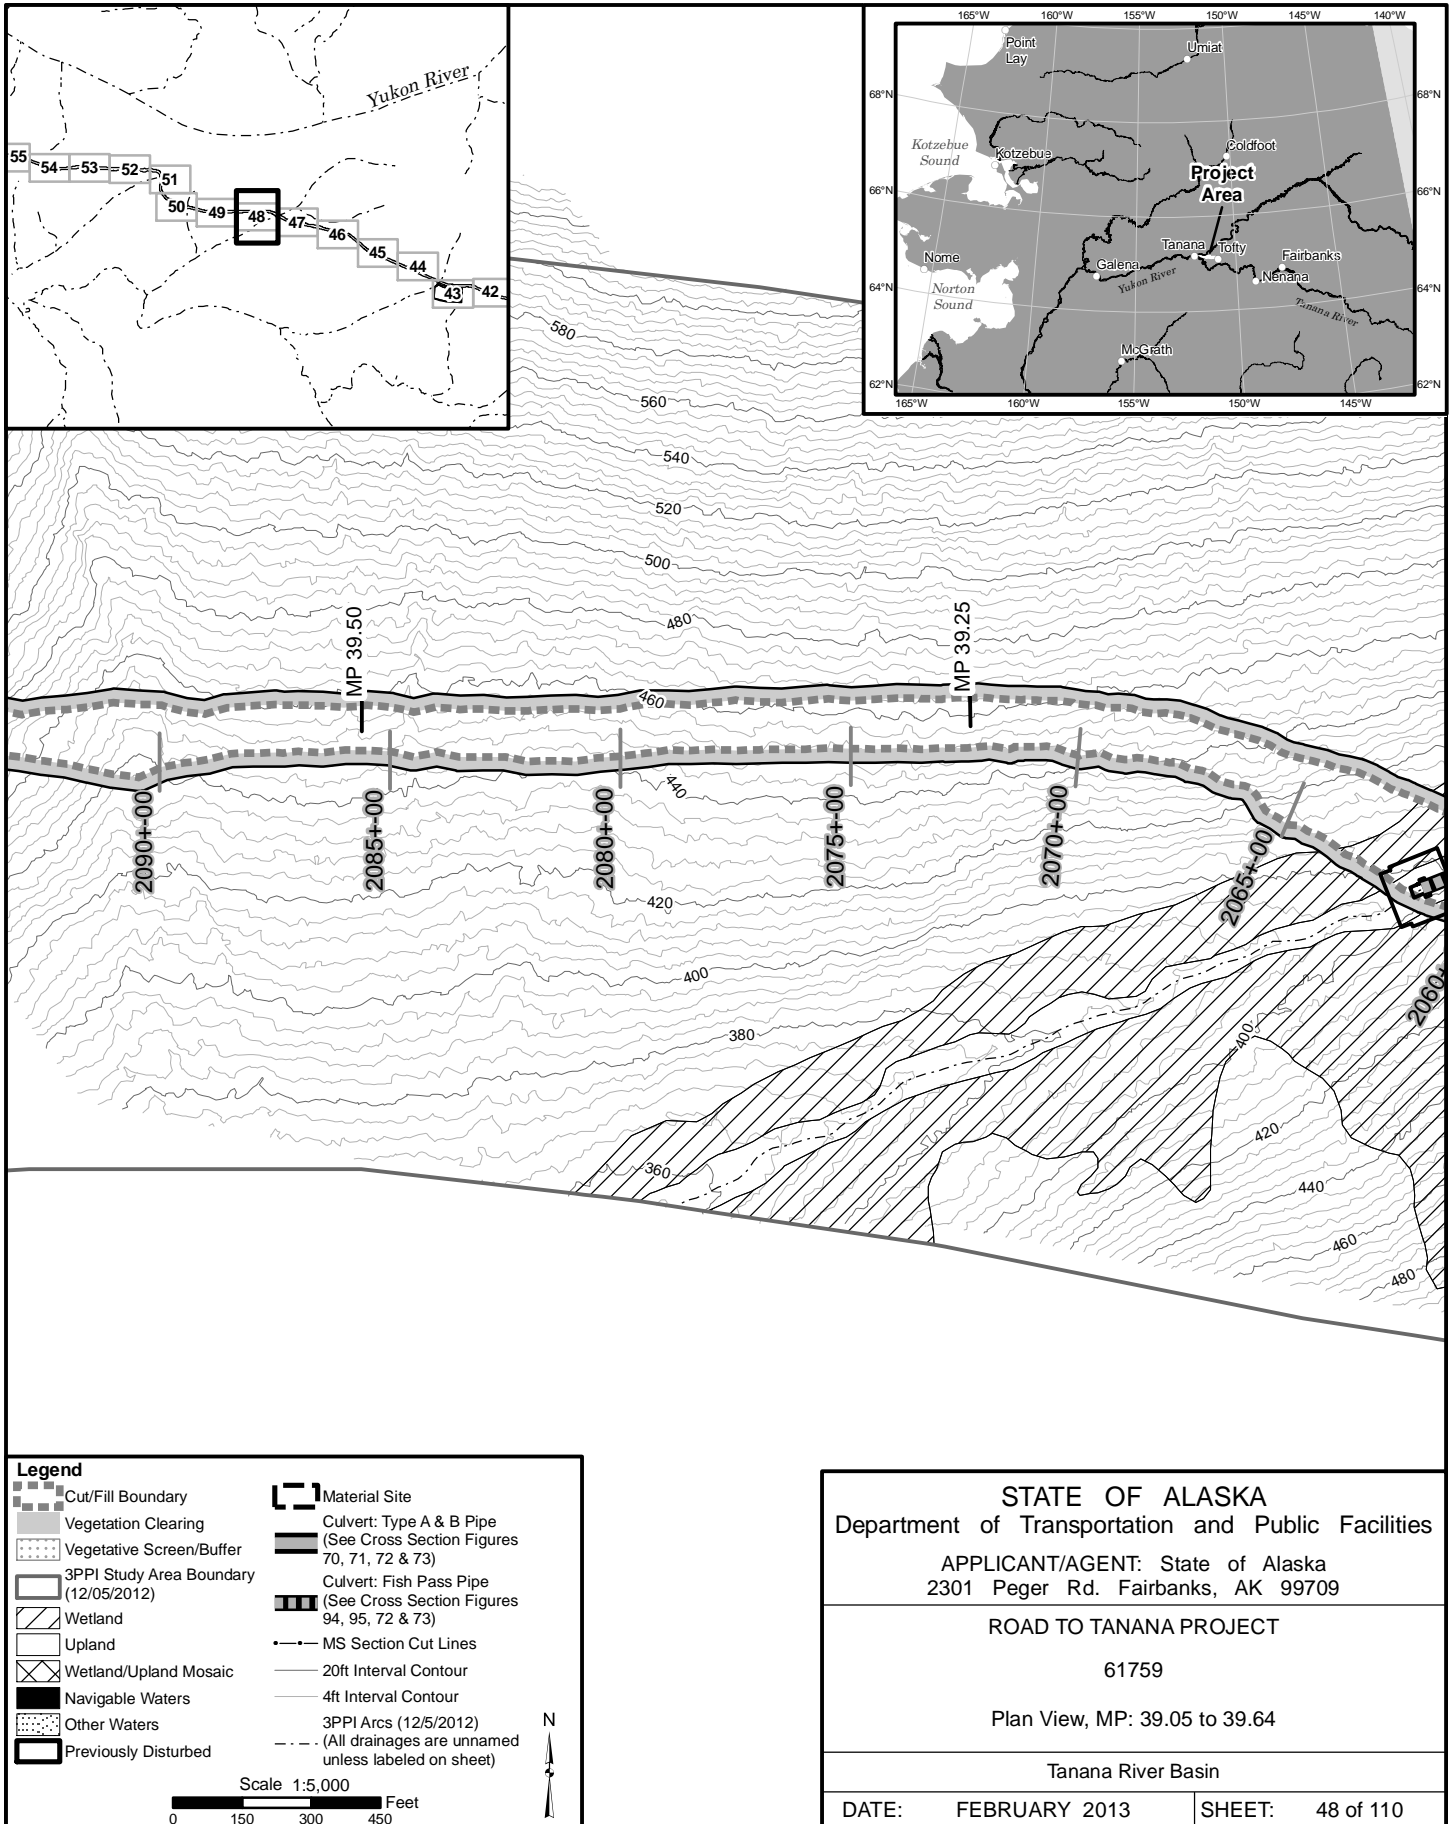 Yukon River
55
54
53
52
51
50
49
48
47
46
45
44
43
42
165°W
160°W
155°W
150°W
145°W
140°W
Point
Lay
Umiat
68°N
68°N
Kotzebue
Sound
Kotzebue
Coldfoot
Project
Area
66°N
66°N
Tanana
Tofty
Nome
Galena
Fairbanks
Yukon River
Nenana
64°N
64°N
Norton
Sound
Tanana River
McGrath
62°N
62°N
165°W
160°W
155°W
150°W
145°W
580
560
540
520
500
480
MP 39.50
MP 39.25
460
440
2090+-00
2085+-00
2080+-00
2075+-00
2070+-00
2065+-00
2060+
420
400
380
360
400
420
440
460
480
Legend
Cut/Fill Boundary
Vegetation Clearing
Vegetative Screen/Buffer
3PPI Study Area Boundary
(12/05/2012)
Wetland
Upland
Wetland/Upland Mosaic
Navigable Waters
Other Waters
Previously Disturbed
Material Site
Culvert: Type A & B Pipe
(See Cross Section Figures
70, 71, 72 & 73)
Culvert: Fish Pass Pipe
(See Cross Section Figures
94, 95, 72 & 73)
MS Section Cut Lines
20ft Interval Contour
4ft Interval Contour
3PPI Arcs (12/5/2012)
(All drainages are unnamed
unless labeled on sheet)
N
Scale 1:5,000
Feet
0 150 300 450
STATE OF ALASKA
Department of Transportation and Public Facilities
APPLICANT/AGENT: State of Alaska
2301 Peger Rd. Fairbanks, AK 99709
ROAD TO TANANA PROJECT
61759
Plan View, MP: 39.05 to 39.64
Tanana River Basin
DATE: FEBRUARY 2013 SHEET: 48 of 110